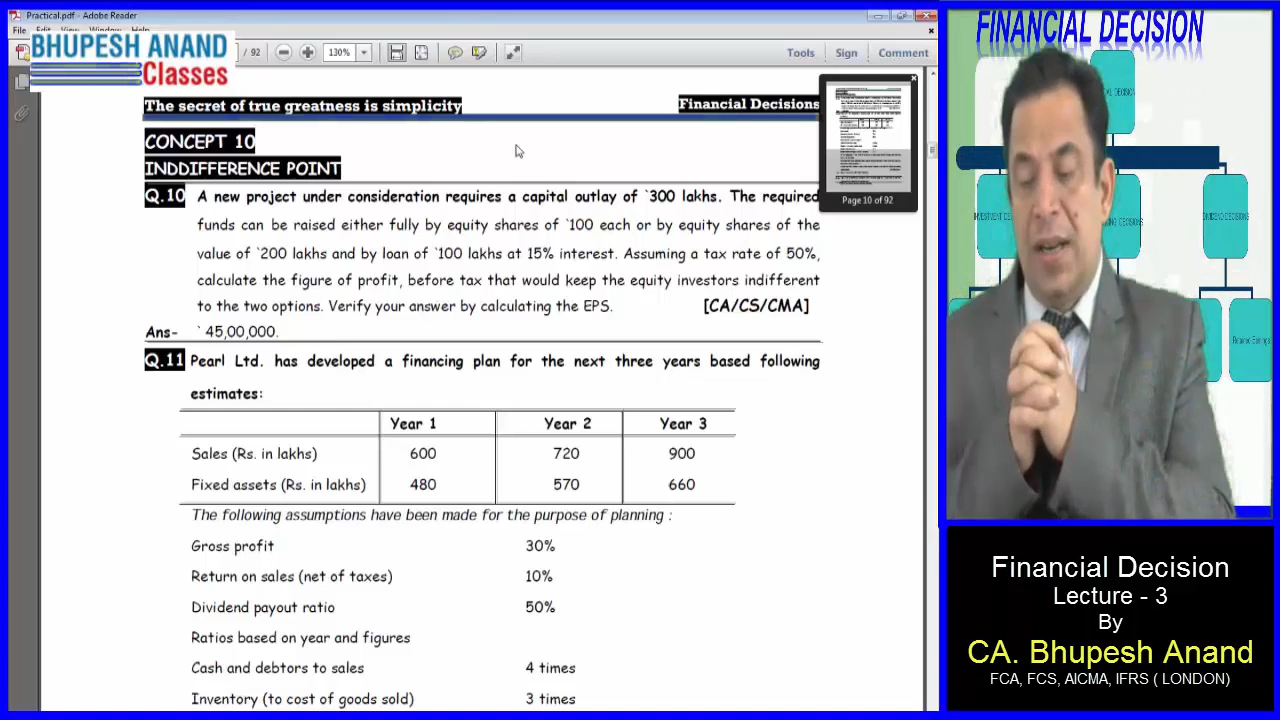 Practical.pdf - Adobe Reader
File Edit View Window Help
BHUPESH ANAND
Classes
/ 92
130%
Tools Sign Comment
The secret of true greatness is simplicity Financial Decisions
CONCEPT 10
INDDIFFERENCE POINT
Q.10 A new project under consideration requires a capital outlay of `300 lakhs. The required
funds can be raised either fully by equity shares of `100 each or by equity shares of the
value of `200 lakhs and by loan of `100 lakhs at 15% interest. Assuming a tax rate of 50%,
calculate the figure of profit, before tax that would keep the equity investors indifferent
to the two options. Verify your answer by calculating the EPS. [CA/CS/CMA]
Ans- ` 45,00,000.
Q.11 Pearl Ltd. has developed a financing plan for the next three years based following
estimates:
Year 1 Year 2 Year 3
Sales (Rs. in lakhs) 600 720 900
Fixed assets (Rs. in lakhs) 480 570 660
The following assumptions have been made for the purpose of planning :
Gross profit 30%
Return on sales (net of taxes) 10%
Dividend payout ratio 50%
Ratios based on year and figures
Cash and debtors to sales 4 times
Inventory (to cost of goods sold) 3 times
Page 10 of 92
FINANCIAL DECISION
DIVIDEND DECISIONS
Retained Earnings
Financial Decision
Lecture - 3
By
CA. Bhupesh Anand
FCA, FCS, AICMA, IFRS ( LONDON)